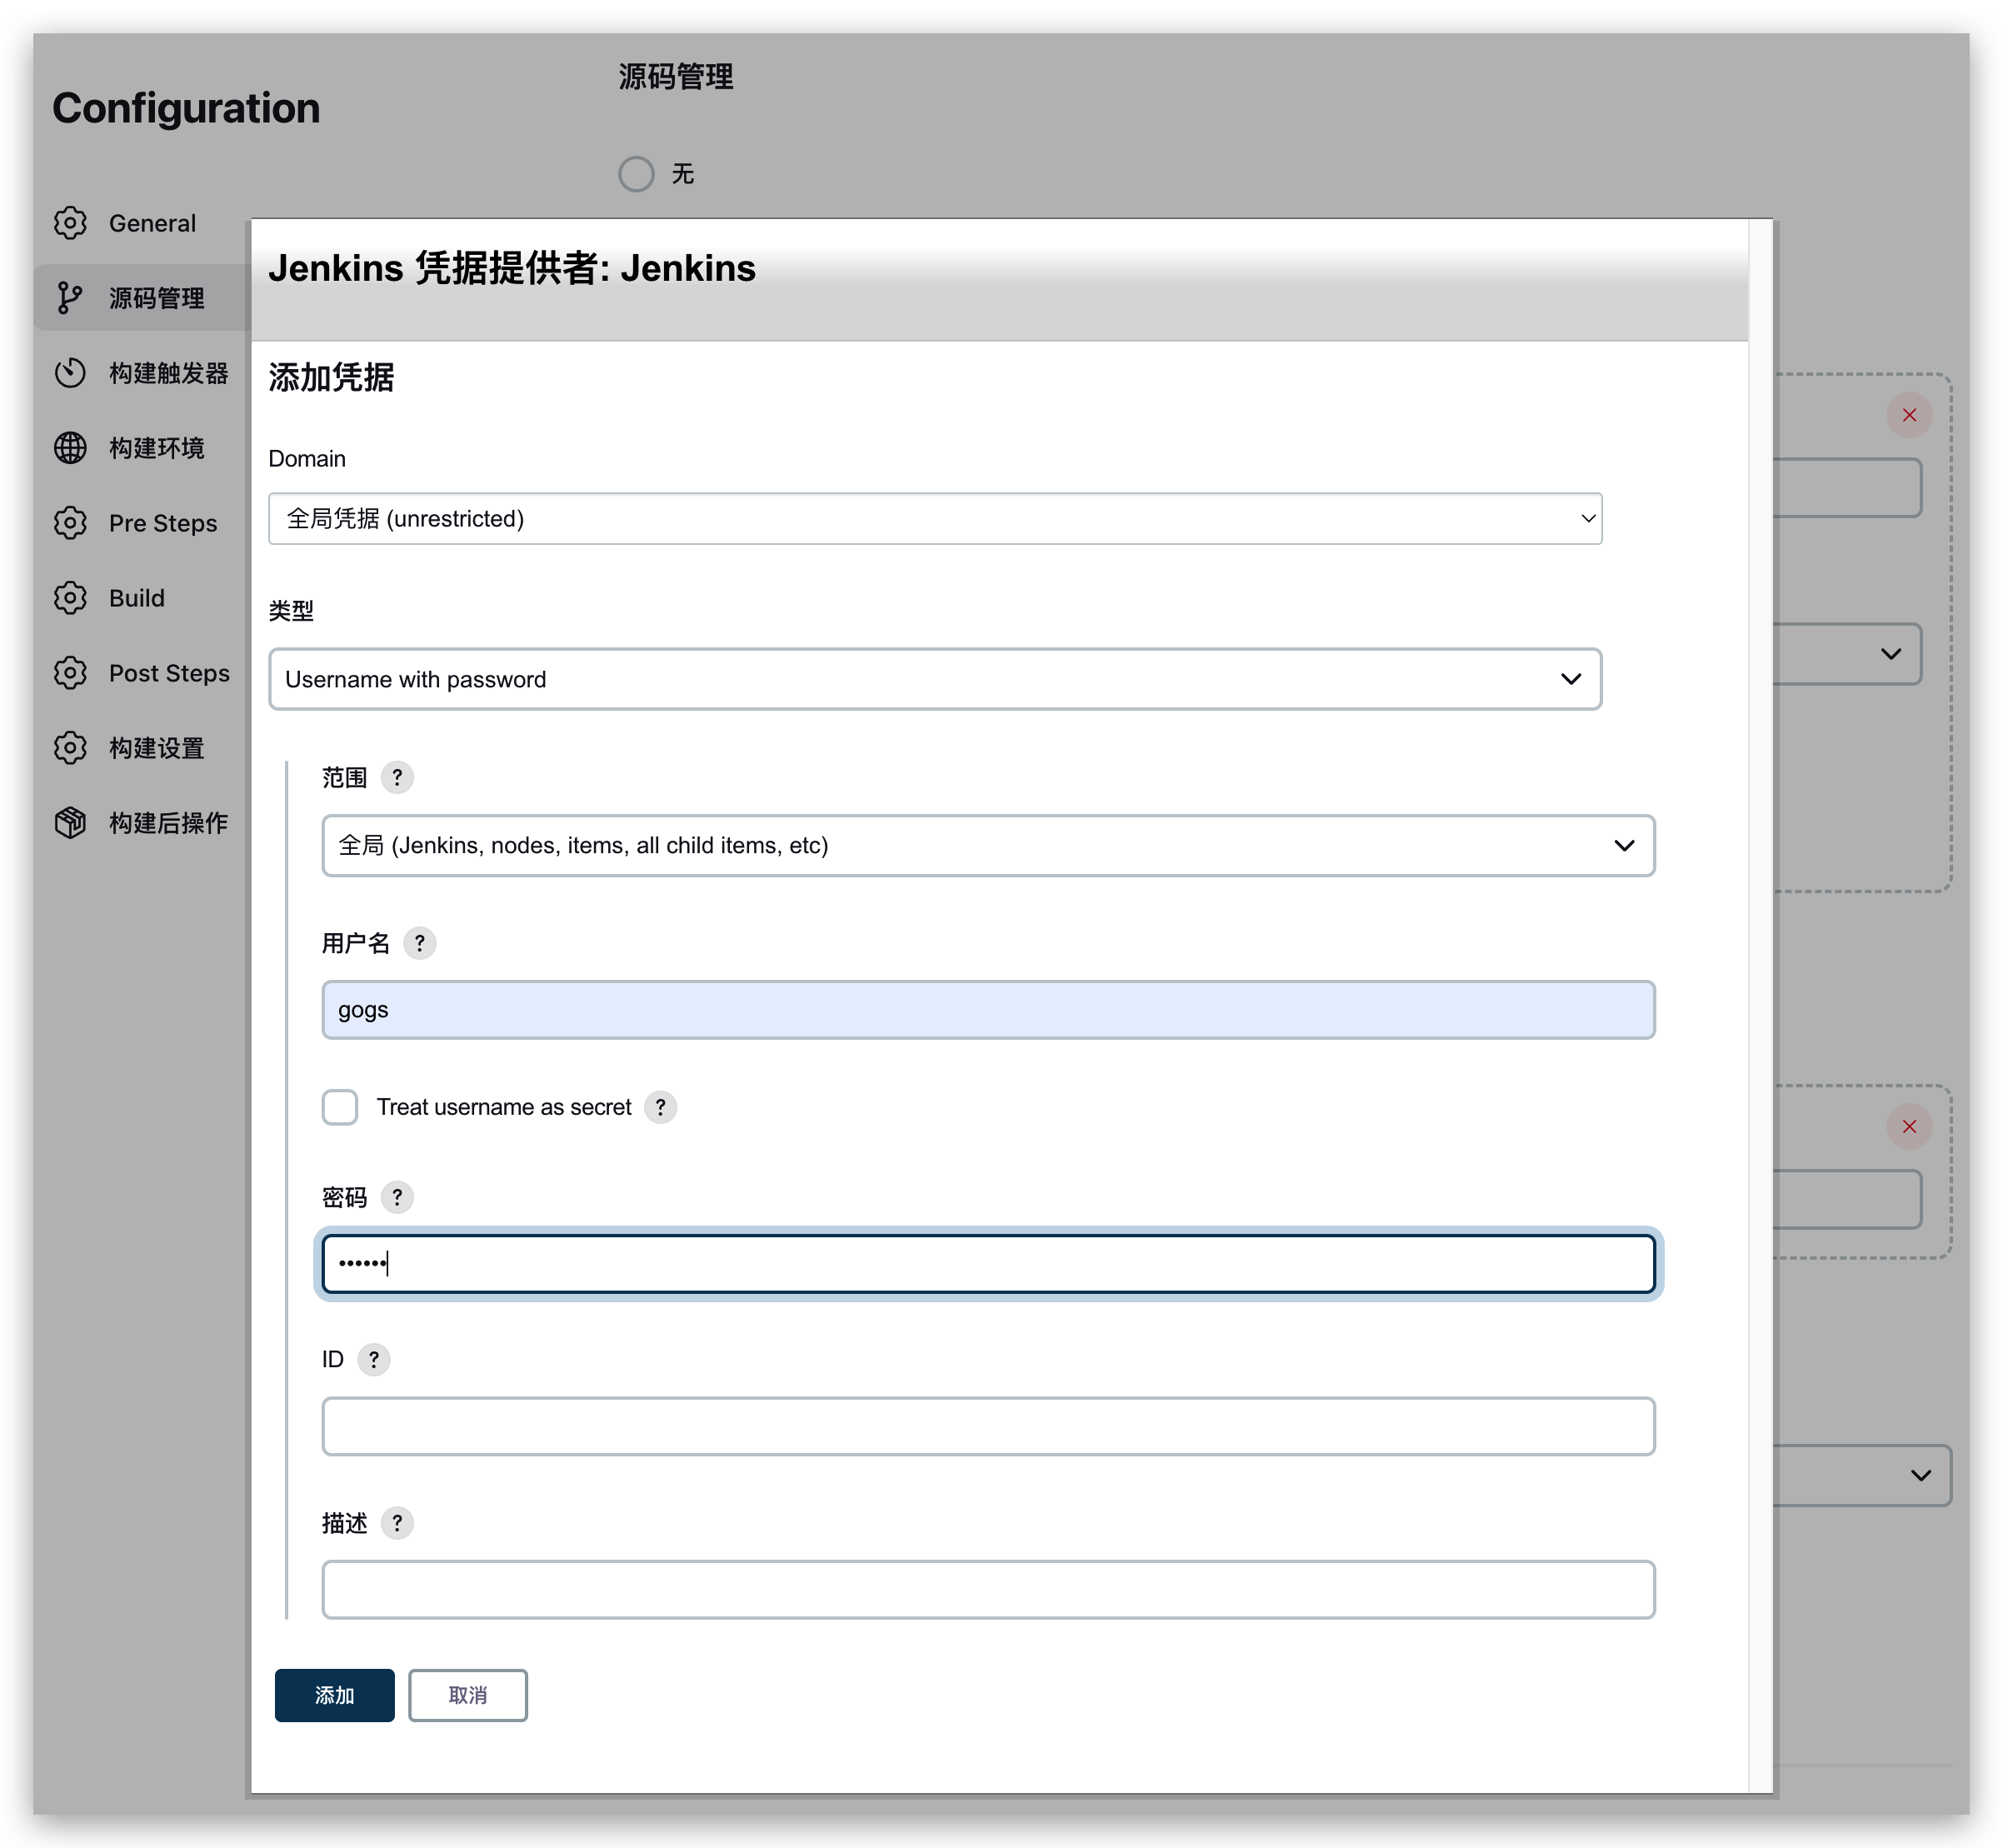 Configuration
General
源码管理
构建触发器
构建环境
Pre Steps
Build
Post Steps
构建设置
构建后操作
源码管理
无
Jenkins 凭据提供者: Jenkins
添加凭据
Domain
全局凭据 (unrestricted)
类型
Username with password
范围 ?
全局 (Jenkins, nodes, items, all child items, etc)
用户名 ?
gogs
Treat username as secret ?
密码 ?
••••••
ID ?
描述 ?
添加 取消